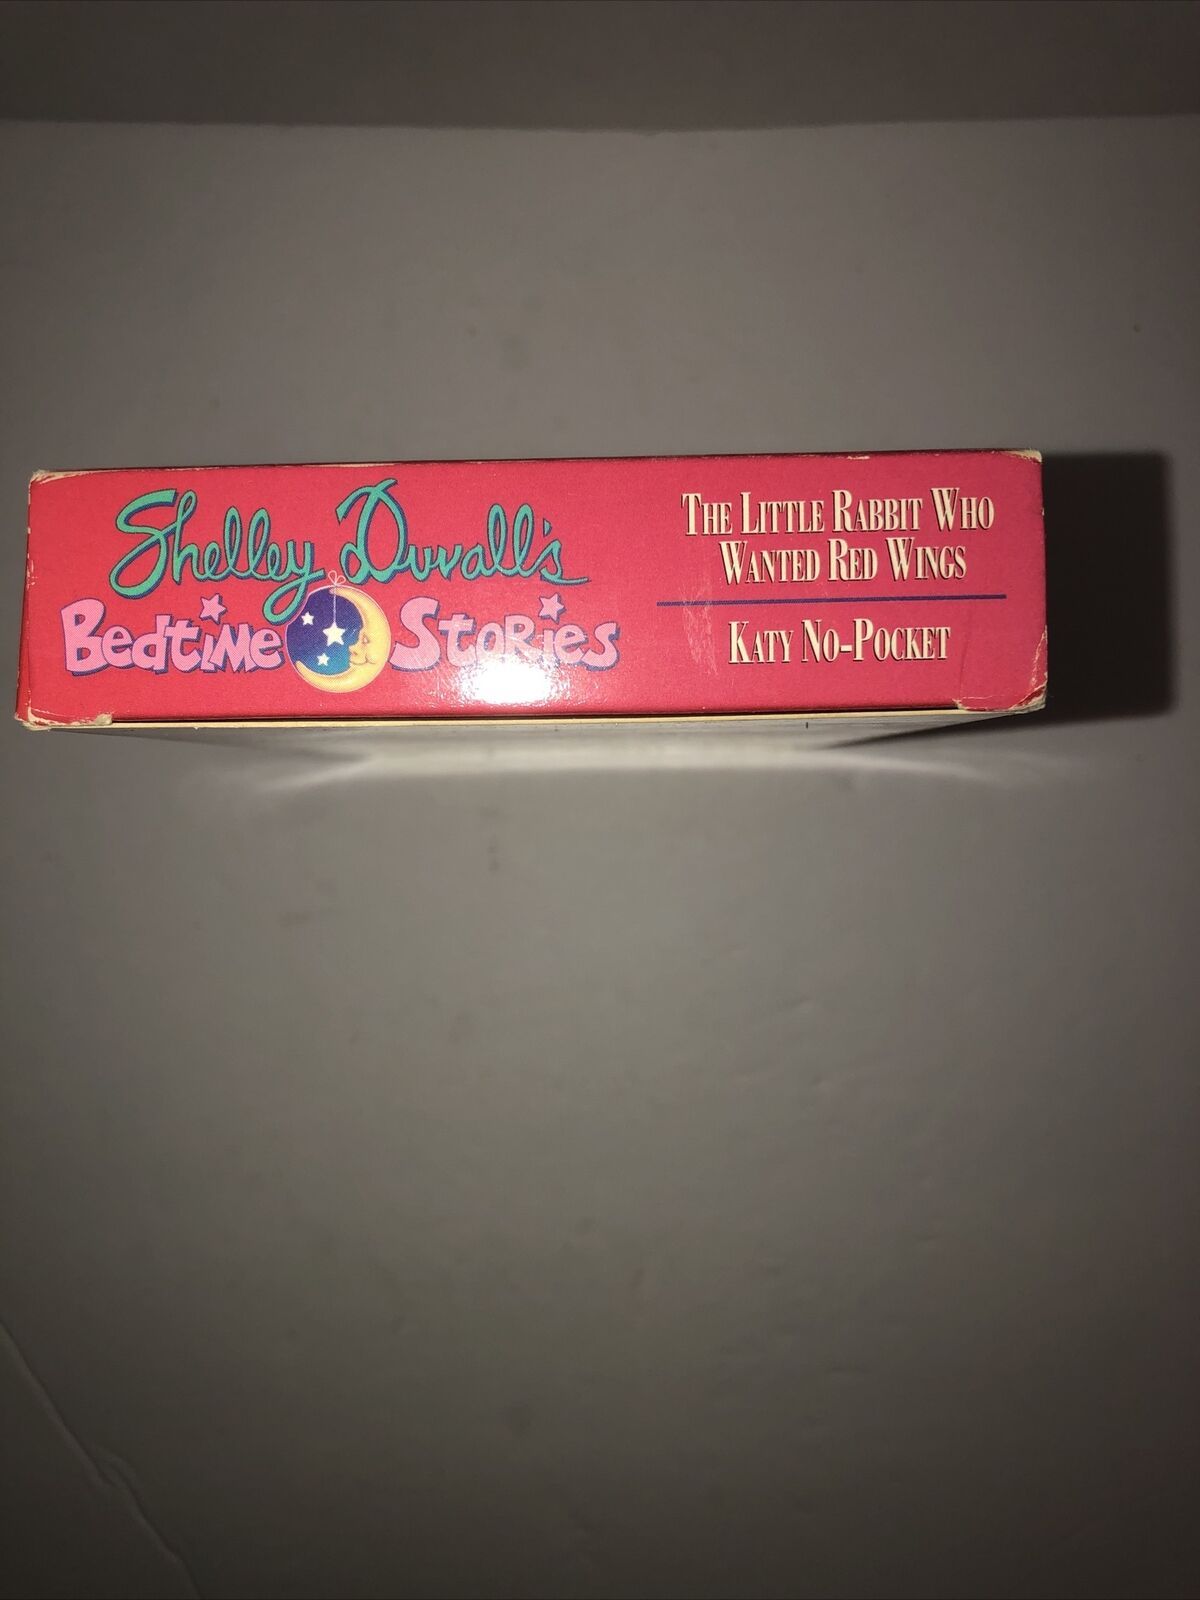 Shelley Duvall's
Bedtime Stories
THE LITTLE RABBIT WHO
WANTED RED WINGS
KATY NO-POCKET